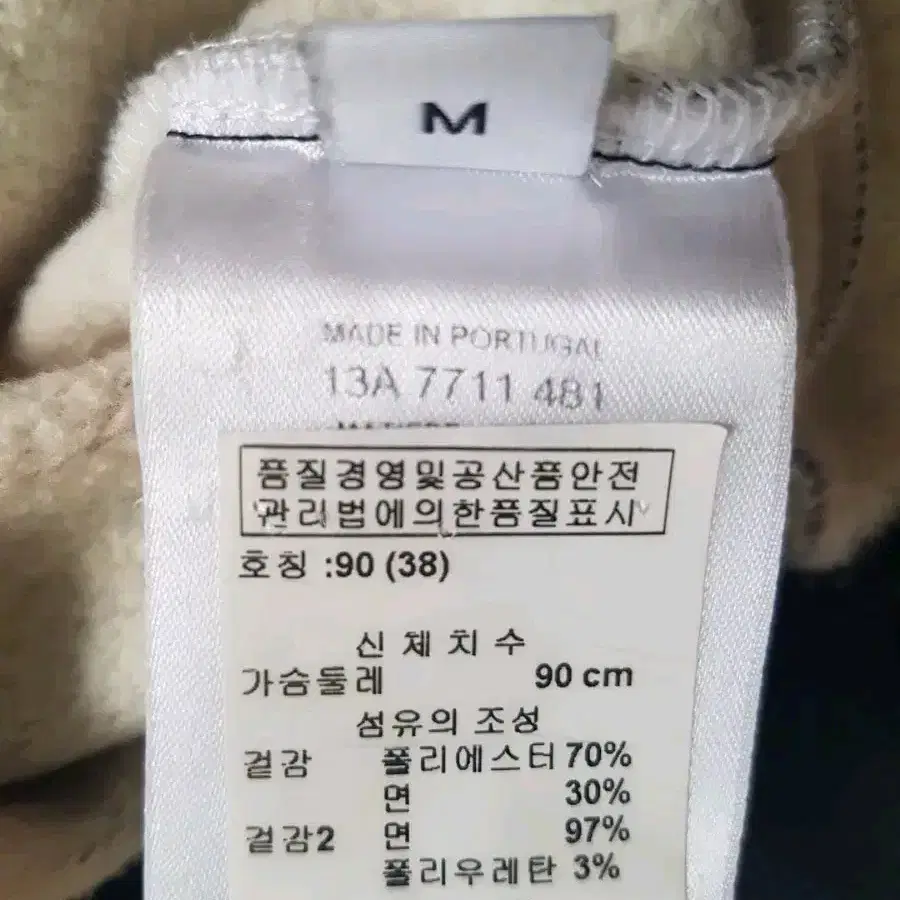 M
MADE IN PORTUGAL
13A 7711 481
품질경영및공산품안전
관리법에의한품질표시
호칭 :90 (38)
신 체 치 수
가슴둘레 90 cm
섬유의 조성
겉감 폴리에스터 70%
면 30%
겉감2 면 97%
폴리우레탄 3%